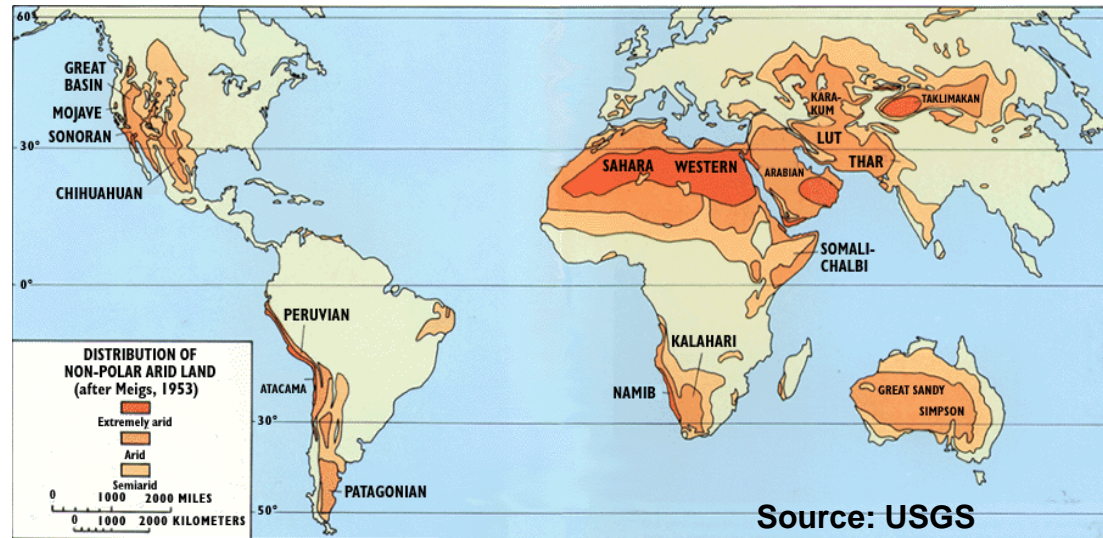 60°
GREAT
BASIN
MOJAVE
SONORAN
30°
CHIHUAHUAN
KARA-
KUM
TAKLIMAKAN
LUT
THAR
SAHARA
WESTERN
ARABIAN
SOMALI-
CHALBI
0°
PERUVIAN
ATACAMA
KALAHARI
NAMIB
GREAT SANDY
SIMPSON
30°
PATAGONIAN
50°
DISTRIBUTION OF
NON-POLAR ARID LAND
(after Meigs, 1953)
Extremely arid
Arid
Semiarid
0 1000 2000 MILES
0 1000 2000 KILOMETERS
Source: USGS